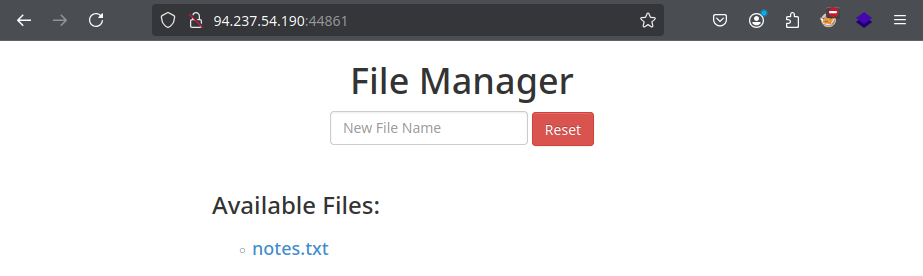 94.237.54.190:44861
File Manager
New File Name Reset
Available Files:
notes.txt